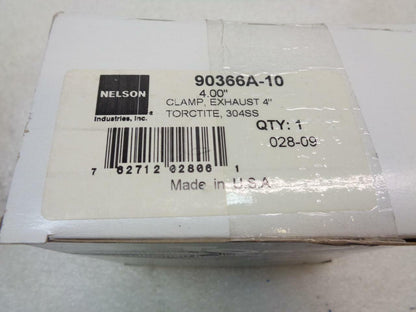 NELSON
Industries, Inc.
90366A-10
4.00"
CLAMP, EXHAUST 4"
TORCTITE, 304SS
QTY: 1
028-09
7 62712 02806 1
Made in U.S.A